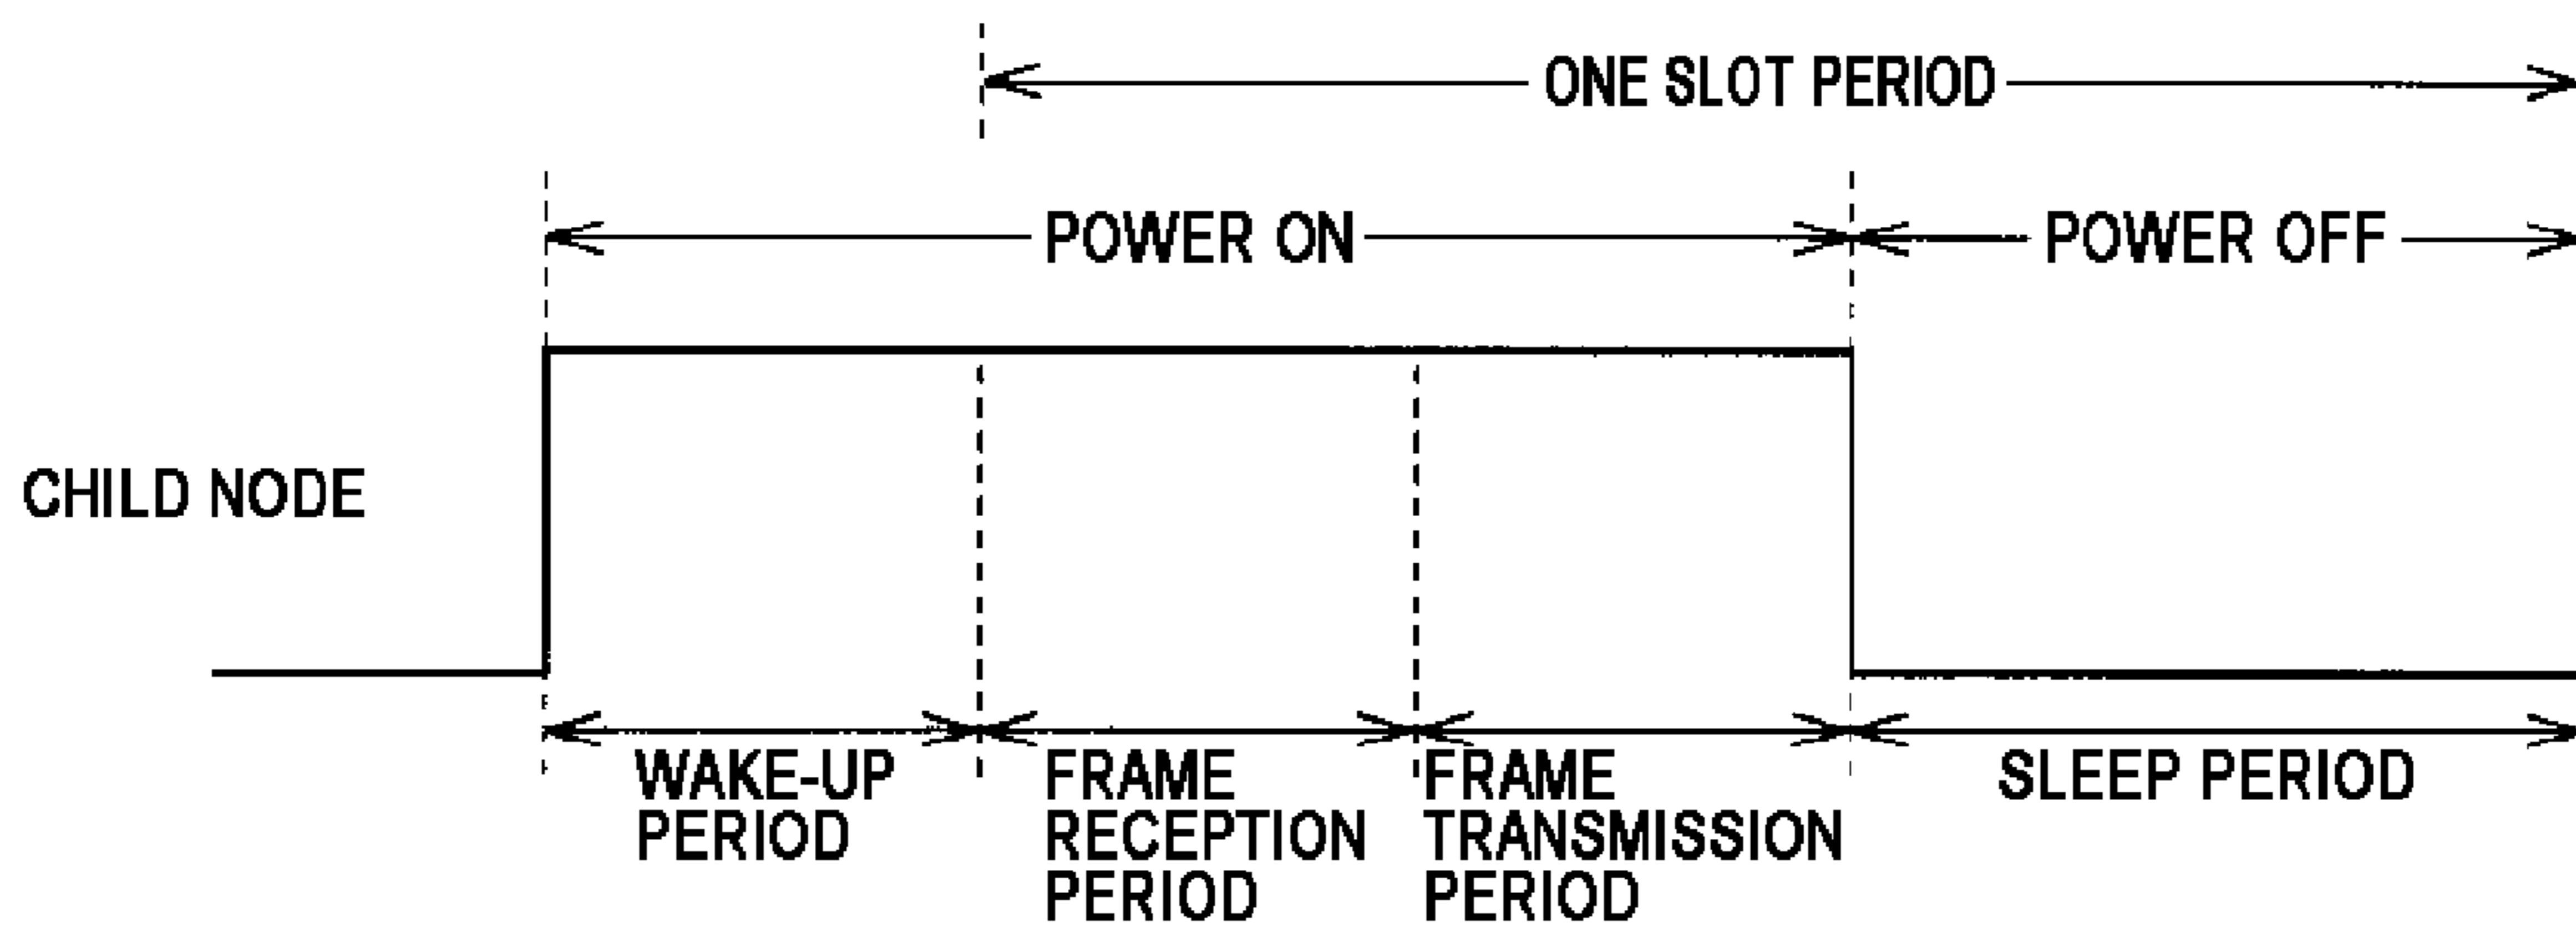 ONE SLOT PERIOD
POWER ON
POWER OFF
CHILD NODE
WAKE-UP
PERIOD
FRAME
RECEPTION
PERIOD
FRAME
TRANSMISSION
PERIOD
SLEEP PERIOD